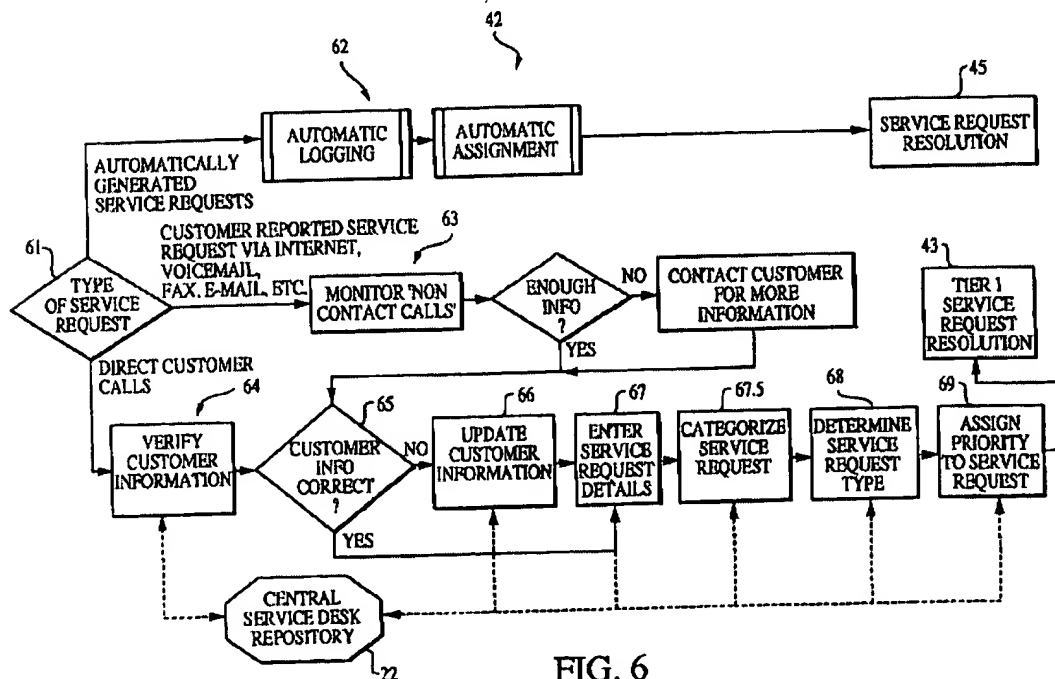 42
62
45
AUTOMATIC
LOGGING
AUTOMATIC
ASSIGNMENT
SERVICE REQUEST
RESOLUTION
AUTOMATICALLY
GENERATED
SERVICE REQUESTS
CUSTOMER REPORTED SERVICE
REQUEST VIA INTERNET,
VOICEMAIL,
FAX, E-MAIL, ETC.
61
TYPE
OF SERVICE
REQUEST
63
MONITOR 'NON
CONTACT CALLS'
ENOUGH
INFO
?
NO
YES
CONTACT CUSTOMER
FOR MORE
INFORMATION
43
TIER 1
SERVICE
REQUEST
RESOLUTION
DIRECT CUSTOMER
CALLS
64
VERIFY
CUSTOMER
INFORMATION
65
CUSTOMER
INFO
CORRECT
?
NO
YES
66
UPDATE
CUSTOMER
INFORMATION
67
ENTER
SERVICE
REQUEST
DETAILS
67.5
CATEGORIZE
SERVICE
REQUEST
68
DETERMINE
SERVICE
REQUEST
TYPE
69
ASSIGN
PRIORITY
TO SERVICE
REQUEST
CENTRAL
SERVICE DESK
REPOSITORY
22
FIG. 6